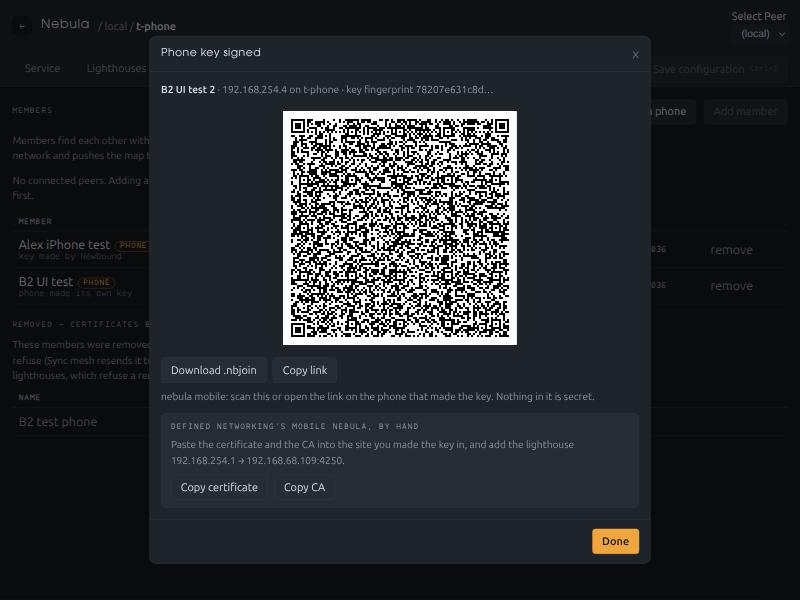 ← Nebula / local / t-phone
Select Peer
(local)
Service Lighthouses
Save configuration Ctrl+S
Phone key signed
x
B2 UI test 2 · 192.168.254.4 on t-phone · key fingerprint 78207e631c8d…
MEMBERS
phone Add member
Members find each other with
network and pushes the map t
No connected peers. Adding a
first.
MEMBER
Alex iPhone test PHONE
key made by Newbound
036 remove
B2 UI test PHONE
phone made its own key
036 remove
REMOVED — CERTIFICATES B
These members were removed
refuse (Sync mesh resends it t
lighthouses, which refuse a re
NAME
B2 test phone
Download .nbjoin Copy link
nebula mobile: scan this or open the link on the phone that made the key. Nothing in it is secret.
DEFINED NETWORKING'S MOBILE NEBULA, BY HAND
Paste the certificate and the CA into the site you made the key in, and add the lighthouse
192.168.254.1 → 192.168.68.109:4250.
Copy certificate Copy CA
Done